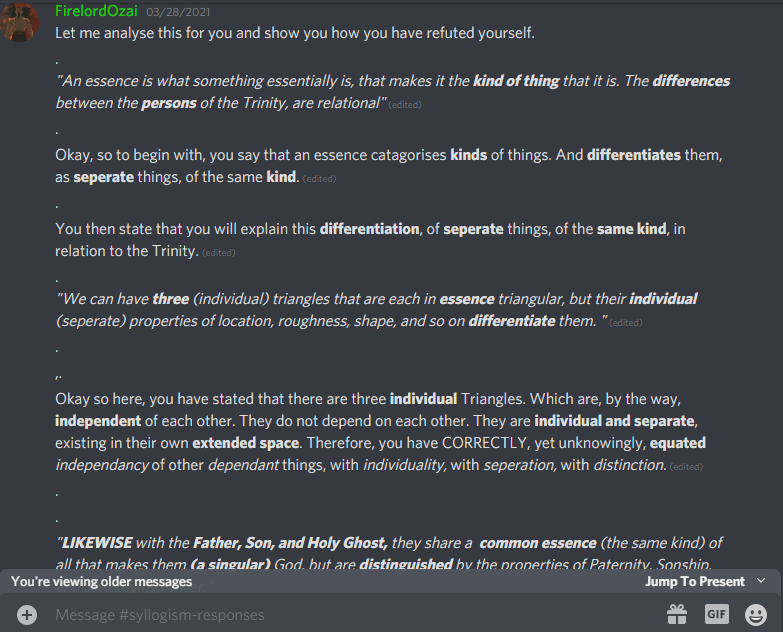 FirelordOzai 03/28/2021
Let me analyse this for you and show you how you have refuted yourself.
.
"An essence is what something essentially is, that makes it the kind of thing that it is. The differences
between the persons of the Trinity, are relational" (edited)
.
Okay, so to begin with, you say that an essence catagorises kinds of things. And differentiates them,
as seperate things, of the same kind. (edited)
.
You then state that you will explain this differentiation, of seperate things, of the same kind, in
relation to the Trinity. (edited)
.
"We can have three (individual) triangles that are each in essence triangular, but their individual
(seperate) properties of location, roughness, shape, and so on differentiate them. " (edited)
.
,.
Okay so here, you have stated that there are three individual Triangles. Which are, by the way,
independent of each other. They do not depend on each other. They are individual and separate,
existing in their own extended space. Therefore, you have CORRECTLY, yet unknowingly, equated
independancy of other dependant things, with individuality, with seperation, with distinction. (edited)
.
.
"LIKEWISE with the Father, Son, and Holy Ghost, they share a common essence (the same kind) of
all that makes them (a singular) God, but are distinguished by the properties of Paternity, Sonship,
You're viewing older messages
Jump To Present
Message #syllogism-responses
GIF